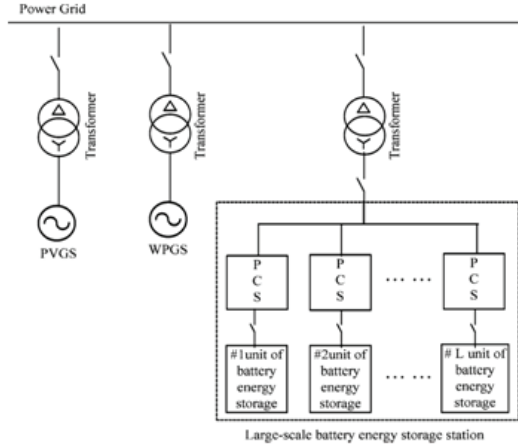 Power Grid
Transformer
Transformer
Transformer
PVGS
WPGS
P
C
S
P
C
S
... ...
P
C
S
#1unit of
battery
energy
storage
#2unit of
battery
energy
storage
... ...
# L unit of
battery
energy
storage
Large-scale battery energy storage station